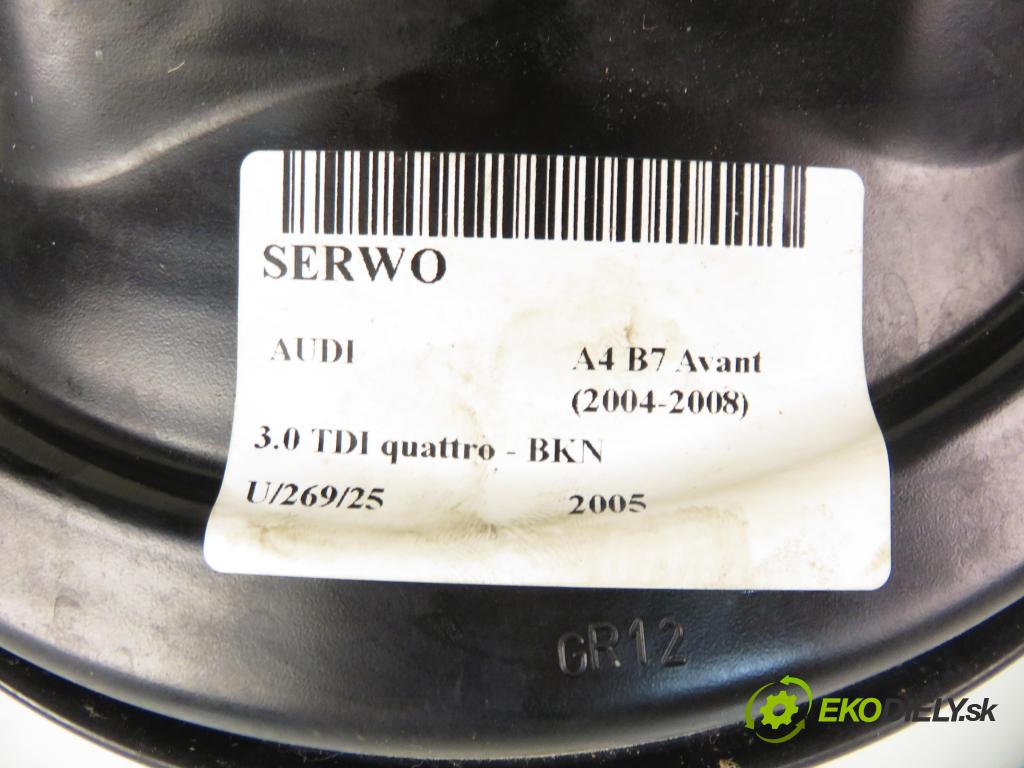 SERWO
AUDI
A4 B7 Avant
(2004-2008)
3.0 TDI quattro - BKN
U/269/25
2005
GR12
EKODIELY.sk